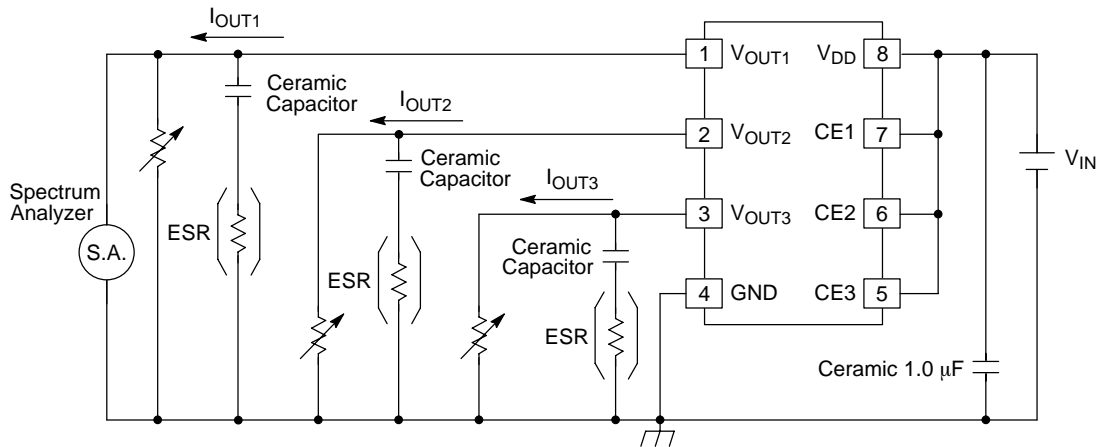 IOUT1
Ceramic
Capacitor
ESR
Spectrum
Analyzer
S.A.
IOUT2
Ceramic
Capacitor
ESR
IOUT3
Ceramic
Capacitor
ESR
1 VOUT1 VDD 8
2 VOUT2 CE1 7
3 VOUT3 CE2 6
4 GND CE3 5
VIN
Ceramic 1.0 μF